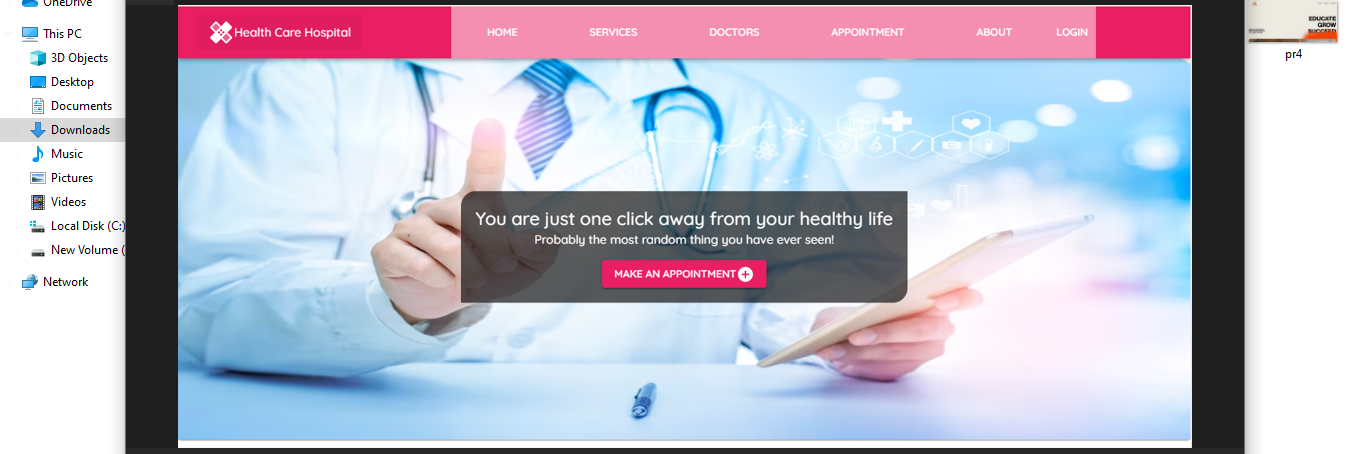 OneDrive
This PC
3D Objects
Desktop
Documents
Downloads
Music
Pictures
Videos
Local Disk (C:)
New Volume (
Network
Health Care Hospital
HOME
SERVICES
DOCTORS
APPOINTMENT
ABOUT
LOGIN
You are just one click away from your healthy life
Probably the most random thing you have ever seen!
MAKE AN APPOINTMENT
EDUCATE
GROW
SUCCEED
pr4